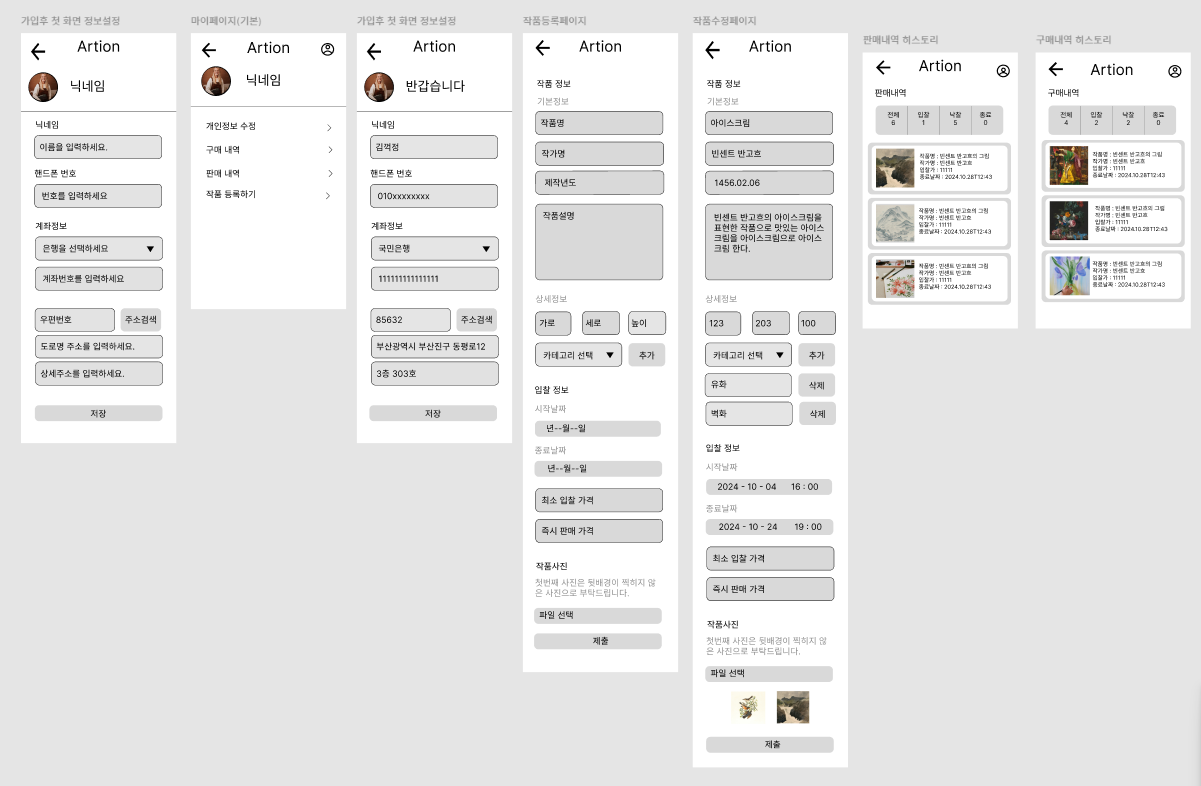 가입후 첫 화면 정보설정
Artion
닉네임
닉네임
이름을 입력하세요.
핸드폰 번호
번호를 입력하세요
계좌정보
은행을 선택하세요
계좌번호를 입력하세요
우편번호
주소검색
도로명 주소를 입력하세요.
상세주소를 입력하세요.
저장
마이페이지(기본)
Artion
닉네임
개인정보 수정
구매 내역
판매 내역
작품 등록하기
가입후 첫 화면 정보설정
Artion
반갑습니다
닉네임
김꺽정
핸드폰 번호
010xxxxxxxx
계좌정보
국민은행
111111111111111
85632
주소검색
부산광역시 부산진구 동평로12
3층 303호
저장
작품등록페이지
Artion
작품 정보
기본정보
작품명
작가명
제작년도
작품설명
상세정보
가로
세로
높이
카테고리 선택
추가
입찰 정보
시작날짜
년--월--일
종료날짜
년--월--일
최소 입찰 가격
즉시 판매 가격
작품사진
첫번째 사진은 뒷배경이 찍히지 않
은 사진으로 부탁드립니다.
파일 선택
제출
작품수정페이지
Artion
작품 정보
기본정보
아이스크림
빈센트 반고흐
1456.02.06
빈센트 반고흐의 아이스크림을
표현한 작품으로 맛있는 아이스
크림을 아이스크림으로 아이스
크림 한다.
상세정보
123
203
100
카테고리 선택
추가
유화
삭제
벽화
삭제
입찰 정보
시작날짜
2024 - 10 - 04 16 : 00
종료날짜
2024 - 10 - 24 19 : 00
최소 입찰 가격
즉시 판매 가격
작품사진
첫번째 사진은 뒷배경이 찍히지 않
은 사진으로 부탁드립니다.
파일 선택
제출
판매내역 히스토리
Artion
판매내역
전체 입찰 낙찰 종료
6 1 5 0
작품명 : 빈센트 반고흐의 그림
작가명 : 빈센트 반고흐
입찰가 : 11111
종료날짜 : 2024.10.28T12:43
작품명 : 빈센트 반고흐의 그림
작가명 : 빈센트 반고흐
입찰가 : 11111
종료날짜 : 2024.10.28T12:43
작품명 : 빈센트 반고흐의 그림
작가명 : 빈센트 반고흐
입찰가 : 11111
종료날짜 : 2024.10.28T12:43
구매내역 히스토리
Artion
구매내역
전체 입찰 낙찰 종료
4 2 2 0
작품명 : 빈센트 반고흐의 그림
작가명 : 빈센트 반고흐
입찰가 : 11111
종료날짜 : 2024.10.28T12:43
작품명 : 빈센트 반고흐의 그림
작가명 : 빈센트 반고흐
입찰가 : 11111
종료날짜 : 2024.10.28T12:43
작품명 : 빈센트 반고흐의 그림
작가명 : 빈센트 반고흐
입찰가 : 11111
종료날짜 : 2024.10.28T12:43